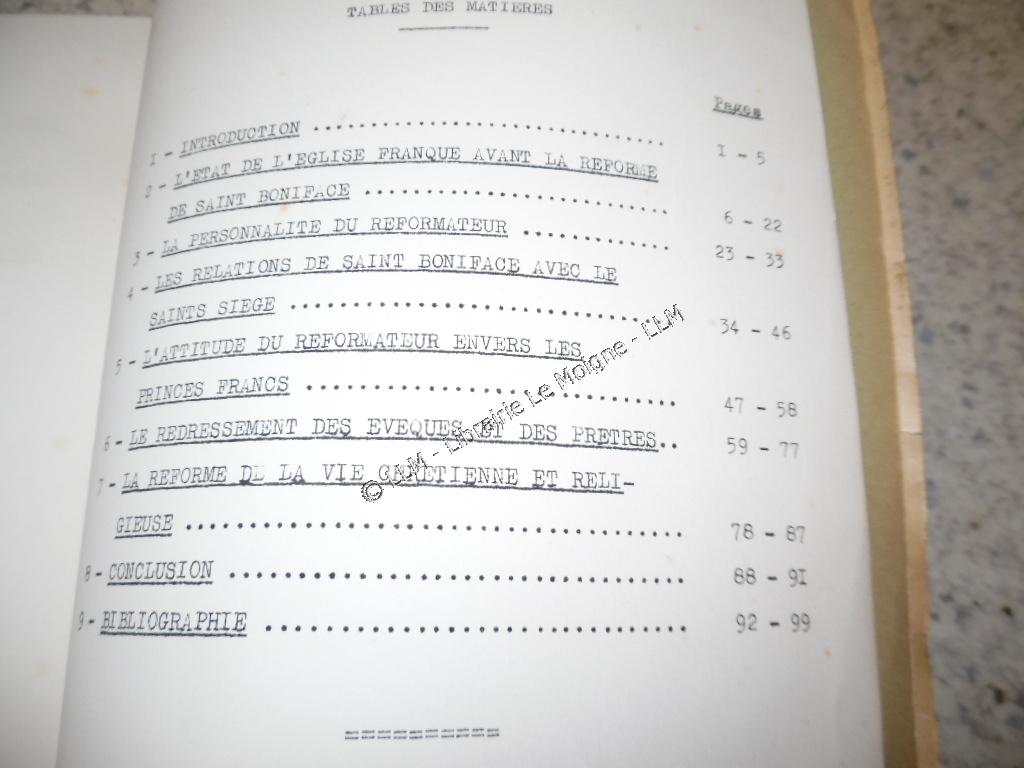 TABLES DES MATIERES
Pages
I - INTRODUCTION .............................. I - 5
2 - L'ETAT DE L'EGLISE FRANQUE AVANT LA REFORME
DE SAINT BONIFACE .......................... 6 - 22
3 - LA PERSONNALITE DU REFORMATEUR ............. 23 - 33
4 - LES RELATIONS DE SAINT BONIFACE AVEC LE
SAINTS SIEGE .............................. 34 - 46
5 - L'ATTITUDE DU REFORMATEUR ENVERS LES
PRINCES FRANCS ............................ 47 - 58
6 - LE REDRESSEMENT DES EVEQUES ET DES PRETRES.. 59 - 77
7 - LA REFORME DE LA VIE CHRETIENNE ET RELI-
GIEUSE .................................... 78 - 87
8 - CONCLUSION ................................ 88 - 9I
9 - BIBLIOGRAPHIE ............................. 92 - 99
============
© LLM - Librairie Le Moigne - LLM